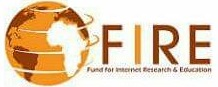 FIRE
Fund for Internet Research & Education